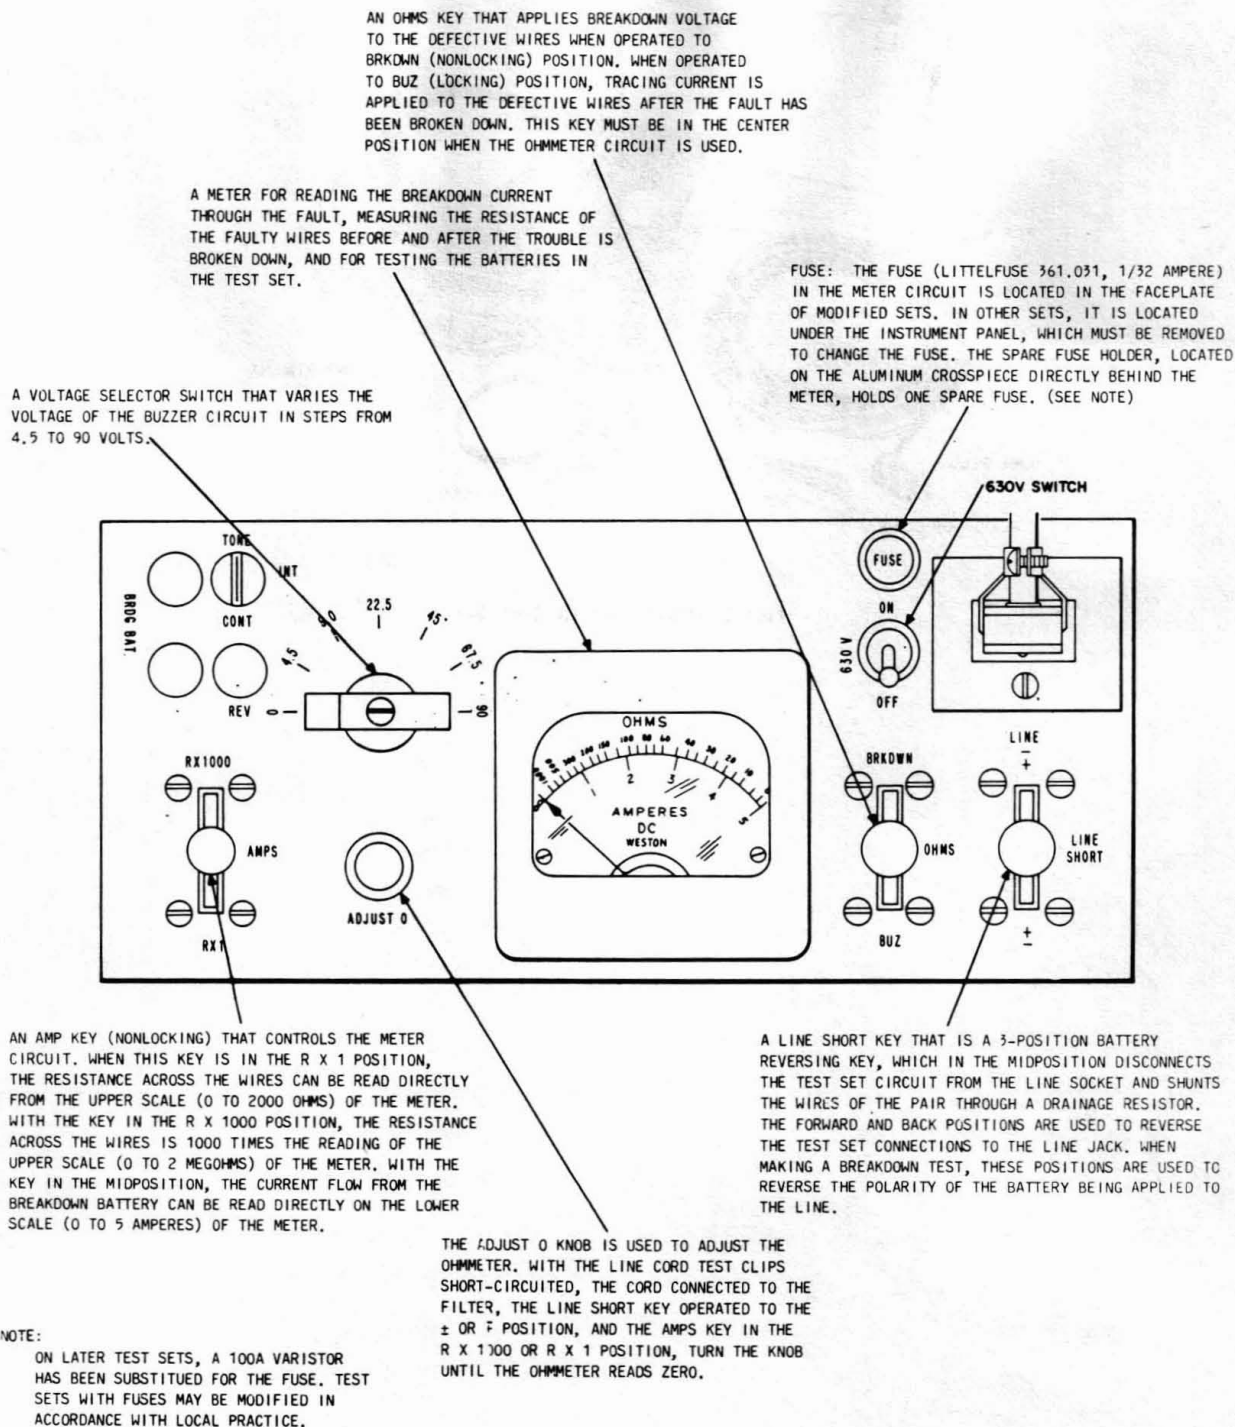 AN OHMS KEY THAT APPLIES BREAKDOWN VOLTAGE
TO THE DEFECTIVE WIRES WHEN OPERATED TO
BRKDWN (NONLOCKING) POSITION. WHEN OPERATED
TO BUZ (LOCKING) POSITION, TRACING CURRENT IS
APPLIED TO THE DEFECTIVE WIRES AFTER THE FAULT HAS
BEEN BROKEN DOWN. THIS KEY MUST BE IN THE CENTER
POSITION WHEN THE OHMMETER CIRCUIT IS USED.
A METER FOR READING THE BREAKDOWN CURRENT
THROUGH THE FAULT, MEASURING THE RESISTANCE OF
THE FAULTY WIRES BEFORE AND AFTER THE TROUBLE IS
BROKEN DOWN, AND FOR TESTING THE BATTERIES IN
THE TEST SET.
FUSE: THE FUSE (LITTELFUSE 361.031, 1/32 AMPERE)
IN THE METER CIRCUIT IS LOCATED IN THE FACEPLATE
OF MODIFIED SETS. IN OTHER SETS, IT IS LOCATED
UNDER THE INSTRUMENT PANEL, WHICH MUST BE REMOVED
TO CHANGE THE FUSE. THE SPARE FUSE HOLDER, LOCATED
ON THE ALUMINUM CROSSPIECE DIRECTLY BEHIND THE
METER, HOLDS ONE SPARE FUSE. (SEE NOTE)
A VOLTAGE SELECTOR SWITCH THAT VARIES THE
VOLTAGE OF THE BUZZER CIRCUIT IN STEPS FROM
4.5 TO 90 VOLTS.
630V SWITCH
TONE
INT
CONT
BRDG BAT.
REV
0
4.5
9.0
22.5
45
67.5
90
FUSE
ON
630 V
OFF
OHMS
300 200 150 100 80 60 40 30 20 10 0
0 2 3 4 5
AMPERES
DC
WESTON
RX1000
AMPS
RX1
ADJUST 0
BRKDWN
OHMS
BUZ
LINE
- +
LINE
SHORT
+ -
AN AMP KEY (NONLOCKING) THAT CONTROLS THE METER
CIRCUIT. WHEN THIS KEY IS IN THE R X 1 POSITION,
THE RESISTANCE ACROSS THE WIRES CAN BE READ DIRECTLY
FROM THE UPPER SCALE (0 TO 2000 OHMS) OF THE METER.
WITH THE KEY IN THE R X 1000 POSITION, THE RESISTANCE
ACROSS THE WIRES IS 1000 TIMES THE READING OF THE
UPPER SCALE (0 TO 2 MEGOHMS) OF THE METER. WITH THE
KEY IN THE MIDPOSITION, THE CURRENT FLOW FROM THE
BREAKDOWN BATTERY CAN BE READ DIRECTLY ON THE LOWER
SCALE (0 TO 5 AMPERES) OF THE METER.
A LINE SHORT KEY THAT IS A 3-POSITION BATTERY
REVERSING KEY, WHICH IN THE MIDPOSITION DISCONNECTS
THE TEST SET CIRCUIT FROM THE LINE SOCKET AND SHUNTS
THE WIRES OF THE PAIR THROUGH A DRAINAGE RESISTOR.
THE FORWARD AND BACK POSITIONS ARE USED TO REVERSE
THE TEST SET CONNECTIONS TO THE LINE JACK. WHEN
MAKING A BREAKDOWN TEST, THESE POSITIONS ARE USED TO
REVERSE THE POLARITY OF THE BATTERY BEING APPLIED TO
THE LINE.
THE ADJUST 0 KNOB IS USED TO ADJUST THE
OHMMETER. WITH THE LINE CORD TEST CLIPS
SHORT-CIRCUITED, THE CORD CONNECTED TO THE
FILTER, THE LINE SHORT KEY OPERATED TO THE
± OR ∓ POSITION, AND THE AMPS KEY IN THE
R X 1000 OR R X 1 POSITION, TURN THE KNOB
UNTIL THE OHMMETER READS ZERO.
NOTE:
ON LATER TEST SETS, A 100A VARISTOR
HAS BEEN SUBSTITUED FOR THE FUSE. TEST
SETS WITH FUSES MAY BE MODIFIED IN
ACCORDANCE WITH LOCAL PRACTICE.